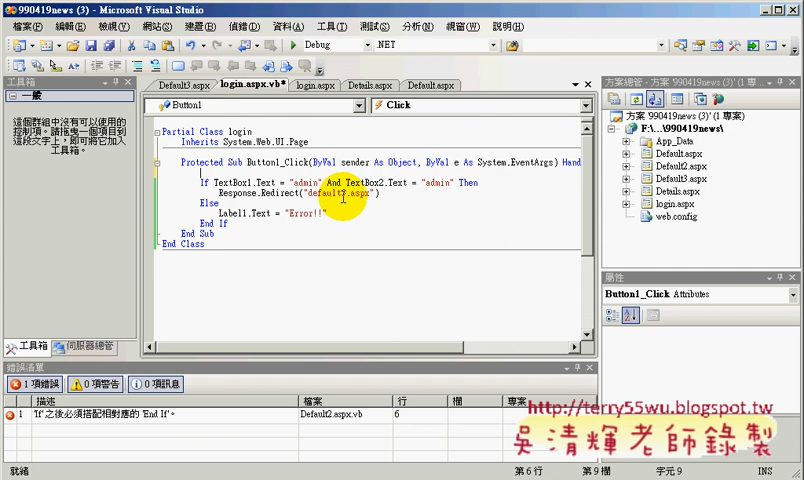 990419news (3) - Microsoft Visual Studio
檔案(F) 編輯(E) 檢視(V) 網站(S) 建置(B) 偵錯(D) 資料(A) 工具(T) 測試(S) 分析(N) 視窗(W) 說明(H)
Debug .NET
工具箱
一般
這個群組中沒有可以使用的
控制項。請拖曳一個項目到
這段文字上，即可將它加入
工具箱。
工具箱 伺服器總管
Default3.aspx login.aspx.vb* login.aspx Details.aspx Default.aspx
Button1 Click
Partial Class login
Inherits System.Web.UI.Page
Protected Sub Button1_Click(ByVal sender As Object, ByVal e As System.EventArgs) Hand
If TextBox1.Text = "admin" And TextBox2.Text = "admin" Then
Response.Redirect("default3.aspx")
Else
Label1.Text = "Error!!"
End If
End Sub
End Class
方案總管 - 方案 '990419news (3)' (1 專...
方案 '990419news (3)' (1 專案)
F:\...\990419news\
App_Data
Default.aspx
Default2.aspx
Default3.aspx
Details.aspx
login.aspx
web.config
屬性
Button1_Click Attributes
錯誤清單
1 項錯誤 0 項警告 0 項訊息
描述 檔案 行 欄 專案
1 'If' 之後必須搭配相對應的 'End If'。 Default2.aspx.vb 6
http://terry55wu.blogspot.tw
吳清輝老師錄製
就緒 第 6 行 第 9 欄 字元 9 INS